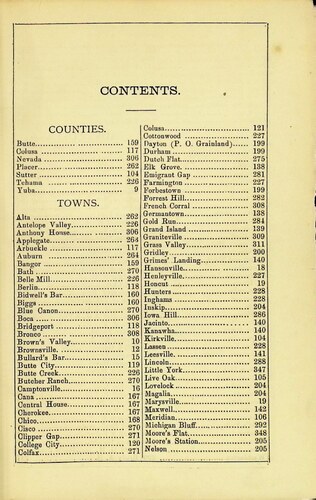 CONTENTS.
COUNTIES.
Butte 159
Colusa 117
Nevada 306
Placer 262
Sutter 104
Tehama 226
Yuba 9
TOWNS.
Alta 262
Antelope Valley 226
Anthony House 306
Applegate 264
Arbuckle 117
Auburn 264
Bangor 159
Bath 270
Belle Mill 226
Berlin 118
Bidwell's Bar 160
Biggs 160
Blue Canon 270
Boca 306
Bridgeport 118
Bronco 308
Brown's Valley 10
Brownsville 12
Bullard's Bar 15
Butte City 119
Butte Creek 226
Butcher Ranch 270
Camptonville 16
Cana 167
Central House 167
Cherokee 167
Chico 168
Cisco 270
Clipper Gap 271
College City 120
Colfax 271
Colusa 121
Cottonwood 227
Dayton (P. O. Grainland) 199
Durham 199
Dutch Flat 275
Elk Grove 138
Emigrant Gap 281
Farmington 227
Forbestown 199
Forrest Hill 282
French Corral 308
Germantown 138
Gold Run 284
Grand Island 139
Graniteville 309
Grass Valley 311
Gridley 200
Grimes' Landing 140
Hansonville 18
Henleyville 227
Honcut 19
Hunters 228
Inghams 228
Inskip 204
Iowa Hill 286
Jacinto 140
Kanawha 140
Kirkville 104
Lassen 228
Leesville 141
Lincoln 288
Little York 347
Live Oak 105
Lovelock 204
Magalia 204
Marysville 19
Maxwell 142
Meridian 106
Michigan Bluff 292
Moore's Flat 348
Moore's Station 205
Nelson 205